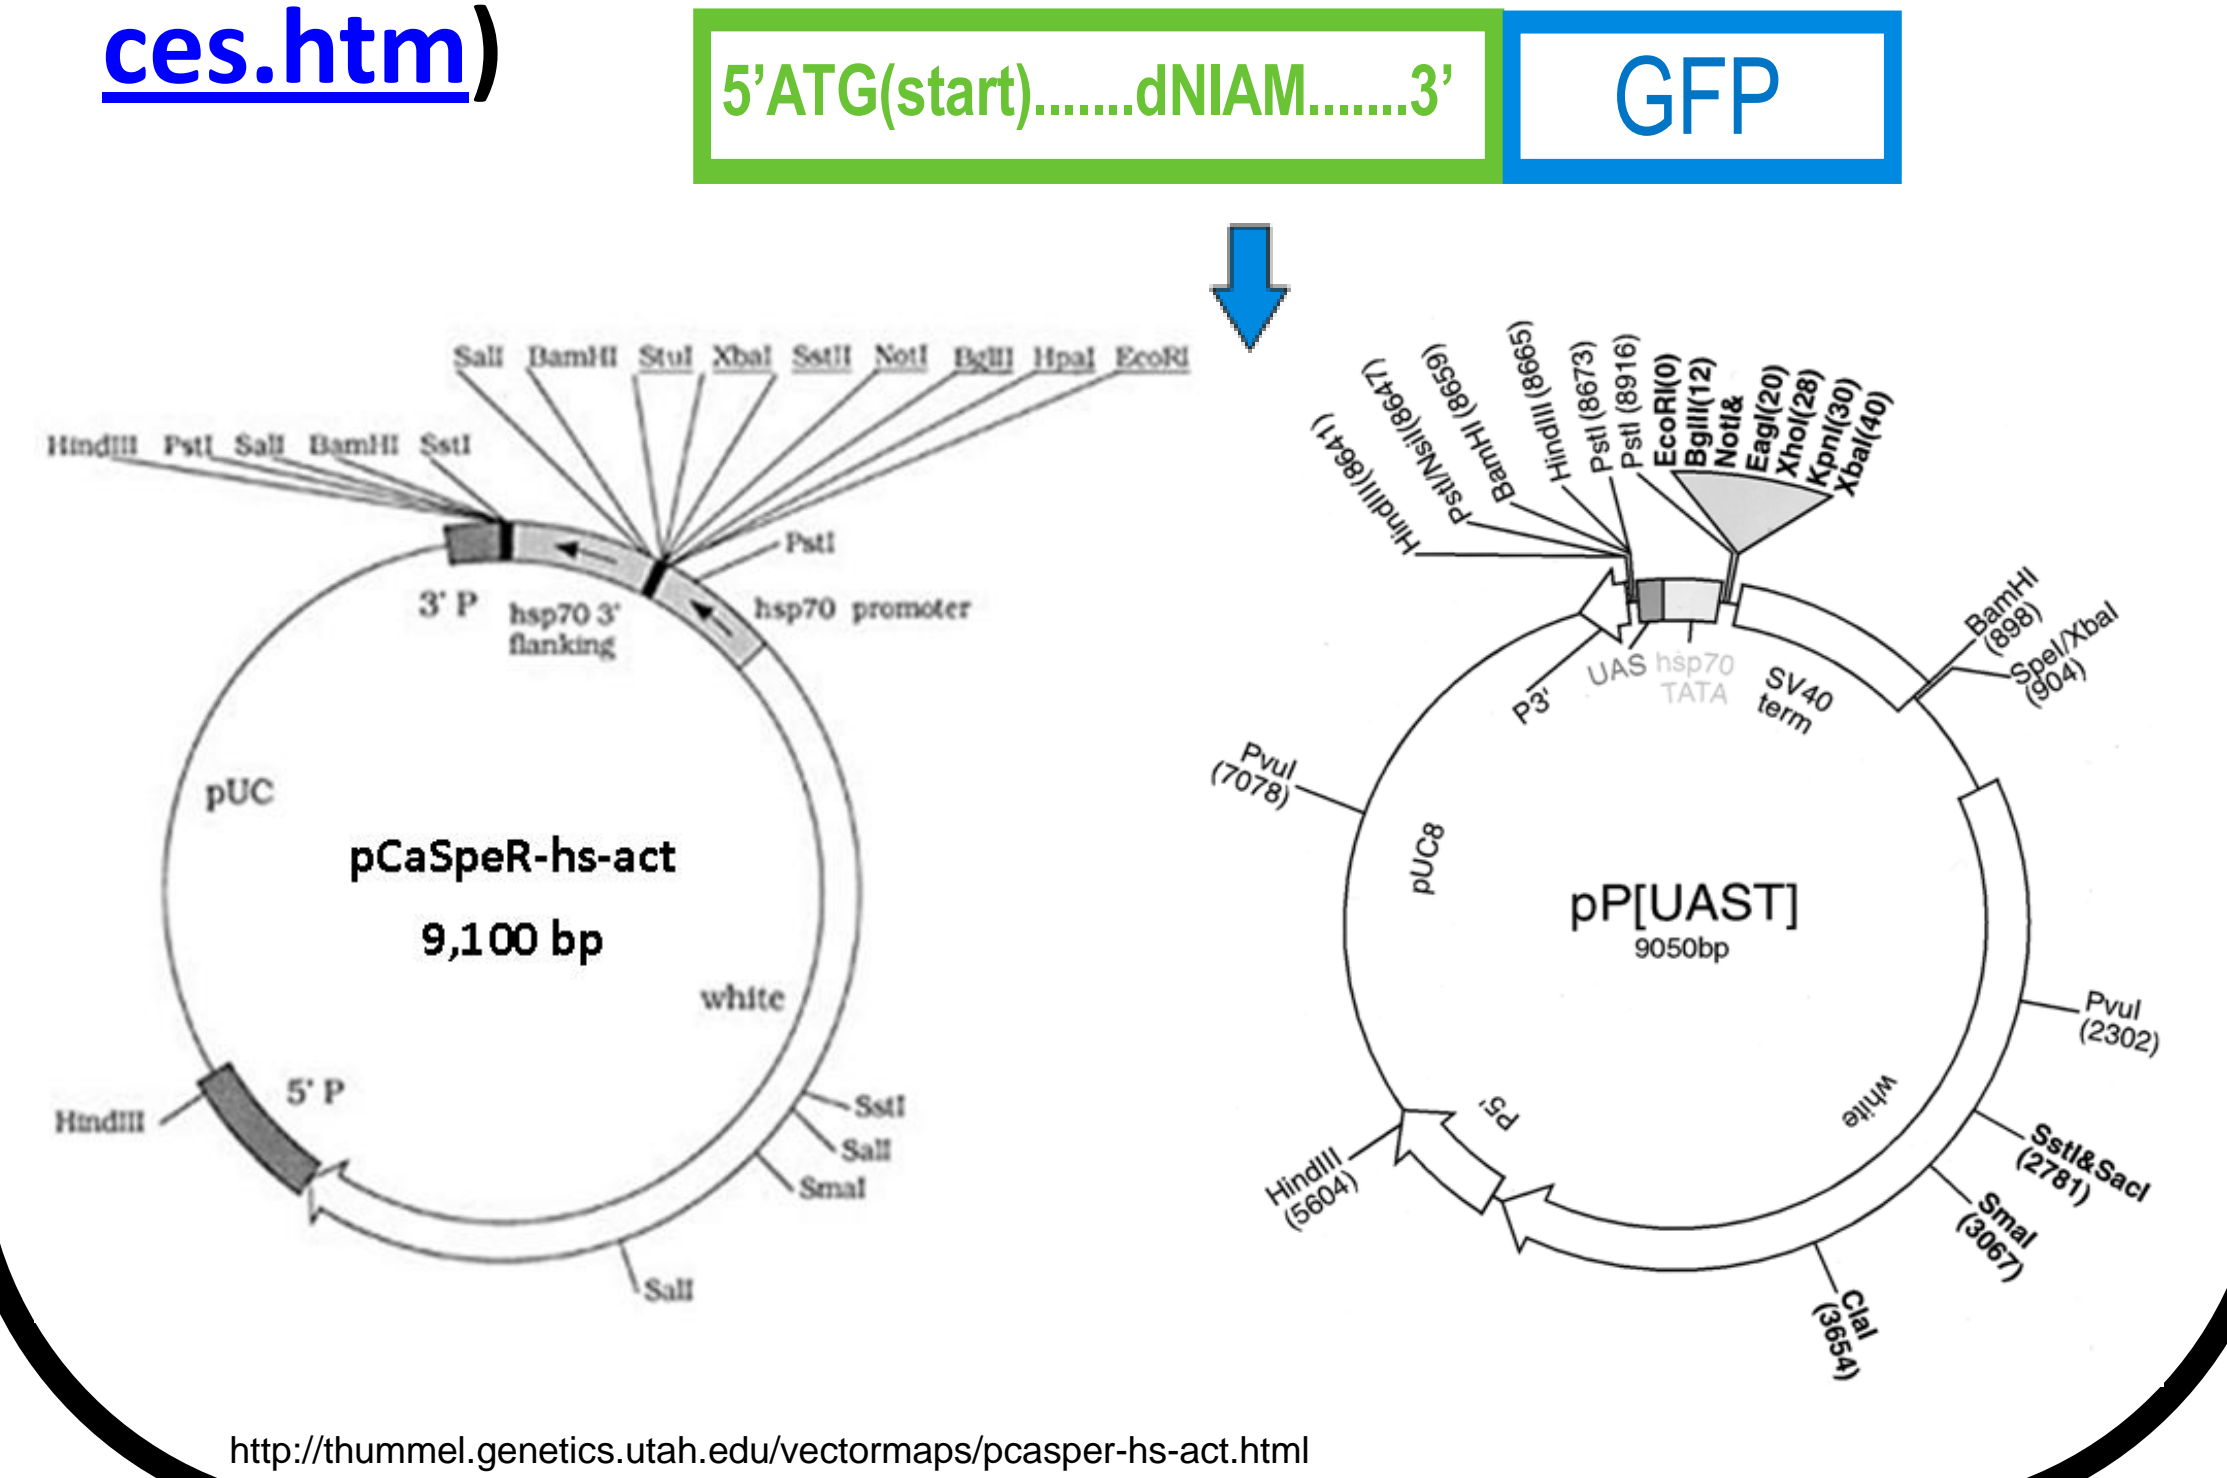 ces.htm)
5’ATG(start).......dNIAM.......3’
GFP
SalI BamHI StuI XbaI SstII NotI BglII HpaI EcoRI
HindIII PstI SalI BamHI SstI
PstI
3' P
hsp70 3'
flanking
hsp70 promoter
pUC
pCaSpeR-hs-act
9,100 bp
white
5' P
HindIII
SstI
SalI
SmaI
SalI
HindIII(8641)
PstI/NsiI(8647)
BamHI (8659)
HindIII (8665)
PstI (8673)
PstI (8916)
EcoRI(0)
BglII(12)
NotI&
EagI(20)
XhoI(28)
KpnI(30)
XbaI(40)
BamHI
(898)
SpeI/XbaI
(904)
P3'
UAS
hsp70
TATA
SV40
term
PvuI
(7078)
pUC8
pP[UAST]
9050bp
PvuI
(2302)
white
P5'
HindIII
(5604)
SstI&SacI
(2781)
SmaI
(3067)
ClaI
(3654)
http://thummel.genetics.utah.edu/vectormaps/pcasper-hs-act.html